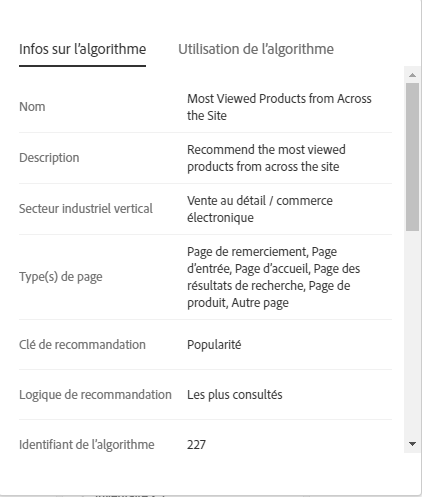 Infos sur l'algorithme Utilisation de l'algorithme
Nom
Most Viewed Products from Across
the Site
Description
Recommend the most viewed
products from across the site
Secteur industriel vertical
Vente au détail / commerce
électronique
Type(s) de page
Page de remerciement, Page
d'entrée, Page d'accueil, Page des
résultats de recherche, Page de
produit, Autre page
Clé de recommandation Popularité
Logique de recommandation Les plus consultés
Identifiant de l'algorithme 227